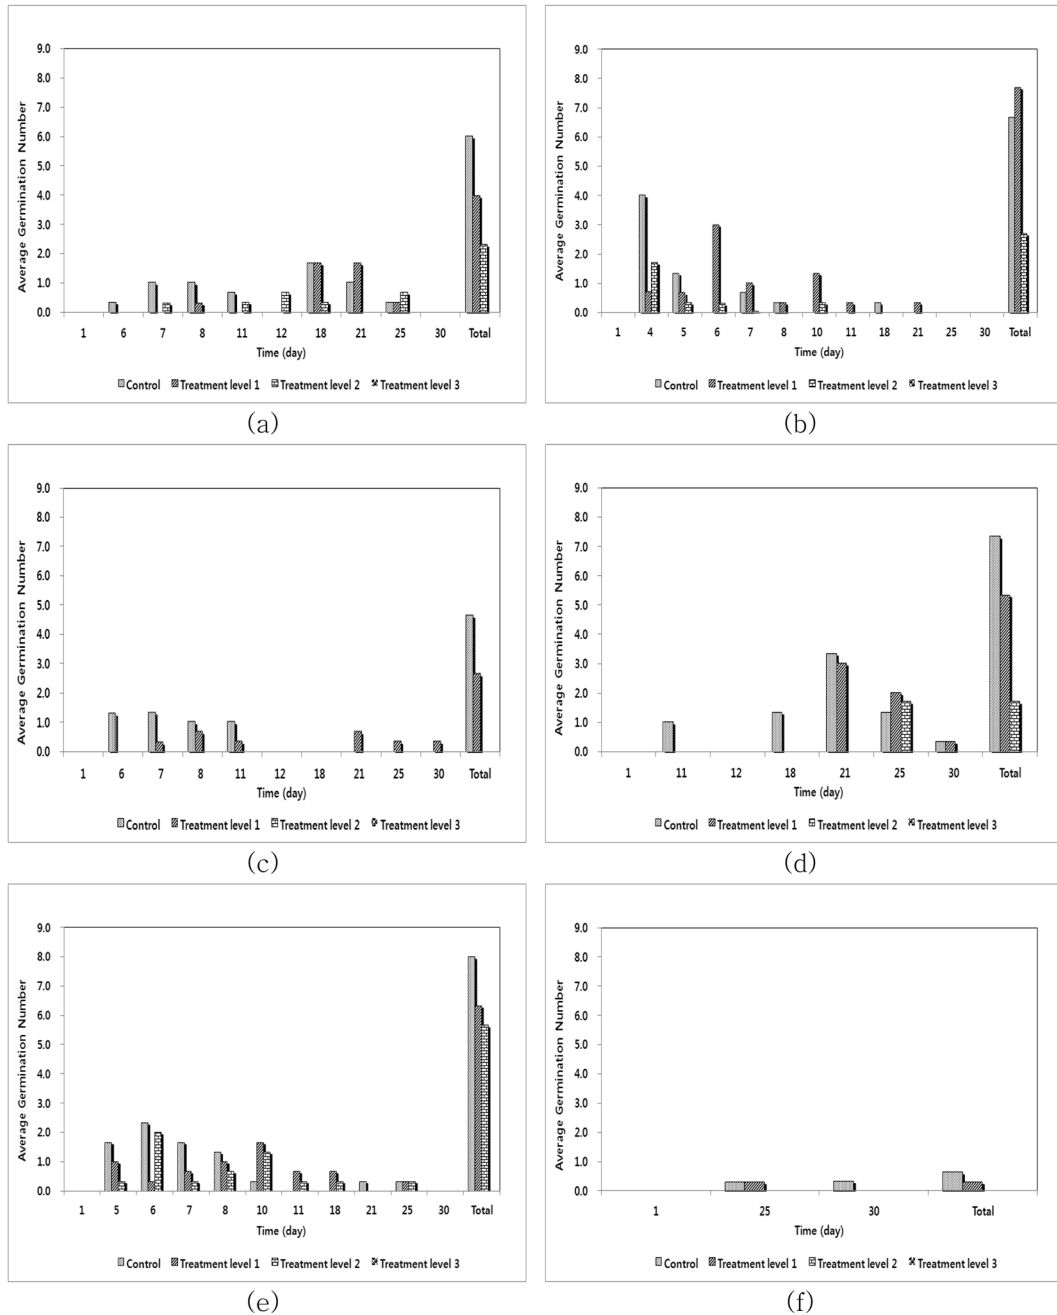 9.0
8.0
7.0
6.0
5.0
4.0
3.0
2.0
1.0
0.0
Average Germination Number
1 6 7 8 11 12 18 21 25 30 Total
Time (day)
Control Treatment level 1 Treatment level 2 Treatment level 3
(a)
9.0
8.0
7.0
6.0
5.0
4.0
3.0
2.0
1.0
0.0
Average Germination Number
1 4 5 6 7 8 10 11 18 21 25 30 Total
Time (day)
Control Treatment level 1 Treatment level 2 Treatment level 3
(b)
9.0
8.0
7.0
6.0
5.0
4.0
3.0
2.0
1.0
0.0
Average Germination Number
1 6 7 8 11 12 18 21 25 30 Total
Time (day)
Control Treatment level 1 Treatment level 2 Treatment level 3
(c)
9.0
8.0
7.0
6.0
5.0
4.0
3.0
2.0
1.0
0.0
Average Germination Number
1 11 12 18 21 25 30 Total
Time (day)
Control Treatment level 1 Treatment level 2 Treatment level 3
(d)
9.0
8.0
7.0
6.0
5.0
4.0
3.0
2.0
1.0
0.0
Average Germination Number
1 5 6 7 8 10 11 18 21 25 30 Total
Time (day)
Control Treatment level 1 Treatment level 2 Treatment level 3
(e)
9.0
8.0
7.0
6.0
5.0
4.0
3.0
2.0
1.0
0.0
Average Germination Number
1 25 30 Total
Time (day)
Control Treatment level 1 Treatment level 2 Treatment level 3
(f)